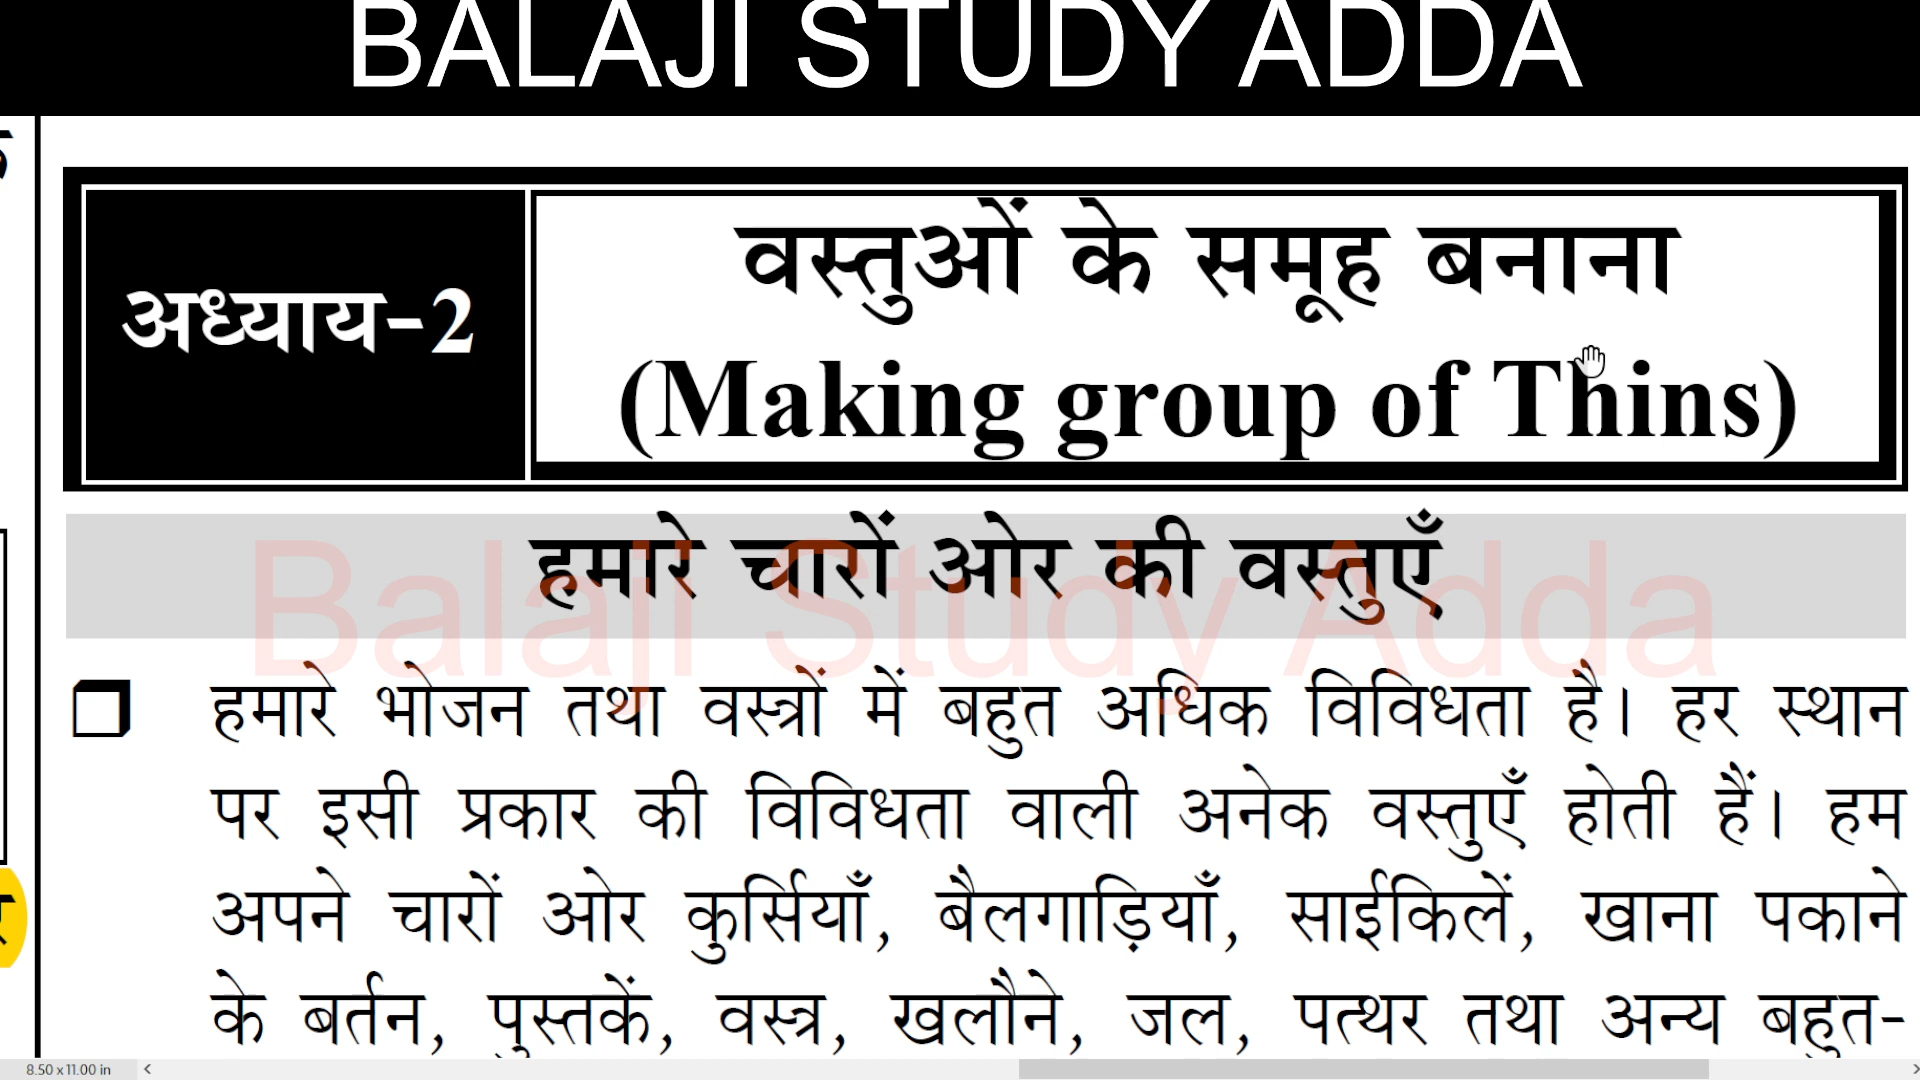 BALAJI STUDY ADDA
अध्याय-2
वस्तुओं के समूह बनाना
(Making group of Thins)
हमारे चारों ओर की वस्तुएँ
Balaji Study Adda
हमारे भोजन तथा वस्त्रों में बहुत अधिक विविधता है। हर स्थान
पर इसी प्रकार की विविधता वाली अनेक वस्तुएँ होती हैं। हम
अपने चारों ओर कुर्सियाँ, बैलगाड़ियाँ, साईकिलें, खाना पकाने
के बर्तन, पुस्तकें, वस्त्र, खलौने, जल, पत्थर तथा अन्य बहुत-
8.50 x 11.00 in